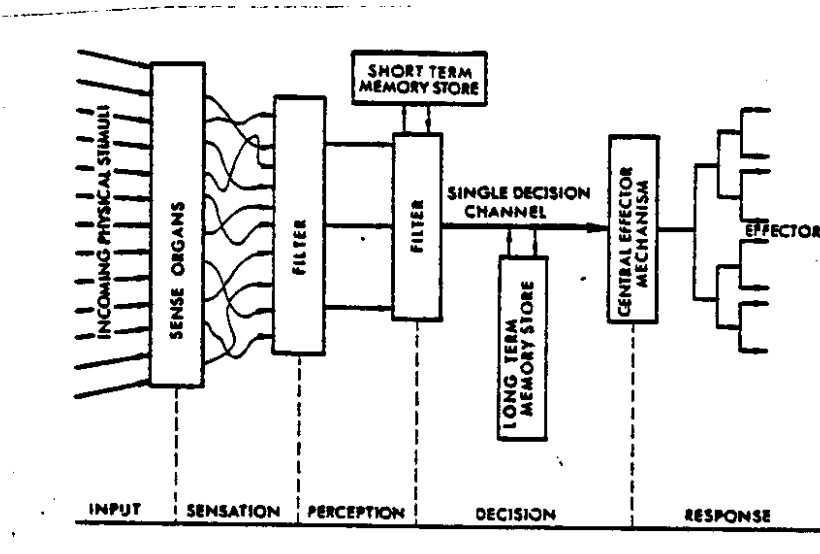 SHORT TERM
MEMORY STORE
INCOMING PHYSICAL STIMULI
SENSE ORGANS
FILTER
FILTER
SINGLE DECISION
CHANNEL
LONG TERM
MEMORY STORE
CENTRAL EFFECTOR
MECHANISM
EFFECTOR
INPUT
SENSATION
PERCEPTION
DECISION
RESPONSE